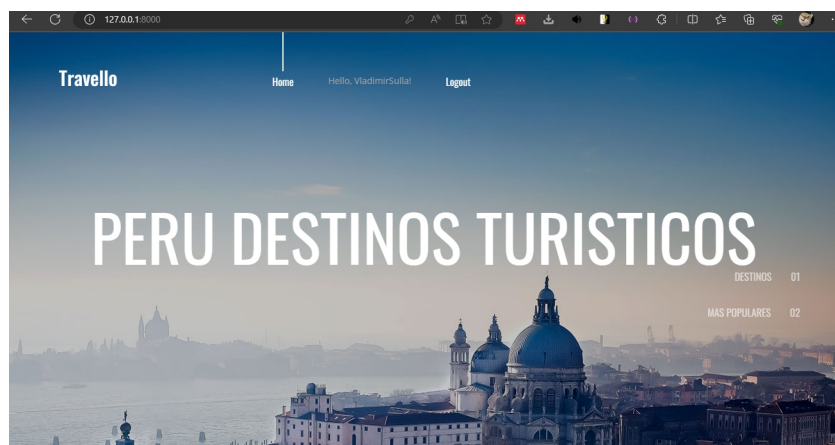 127.0.0.1:8000
Travello
Home Hello, VladimirSulla! Logout
PERU DESTINOS TURISTICOS
DESTINOS 01
MAS POPULARES 02